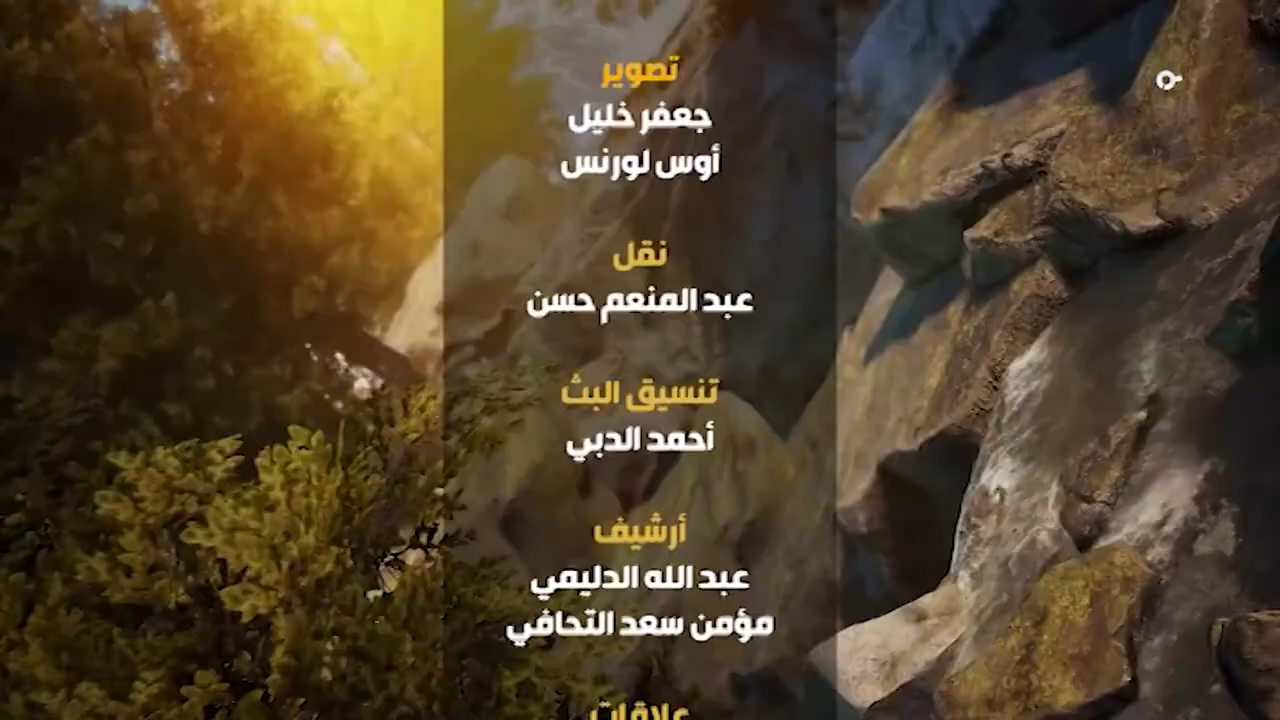 تصوير
جعفر خليل
أوس لورنس
نقل
عبد المنعم حسن
تنسيق البث
أحمد الدبي
أرشيف
عبد الله الدليمي
مؤمن سعد التحافي
علاقات